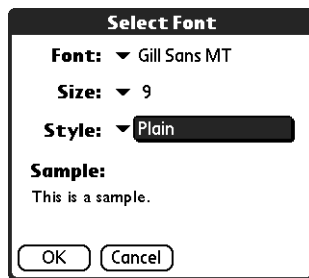 Select Font
Font: Gill Sans MT
Size: 9
Style: Plain
Sample:
This is a sample.
OK Cancel